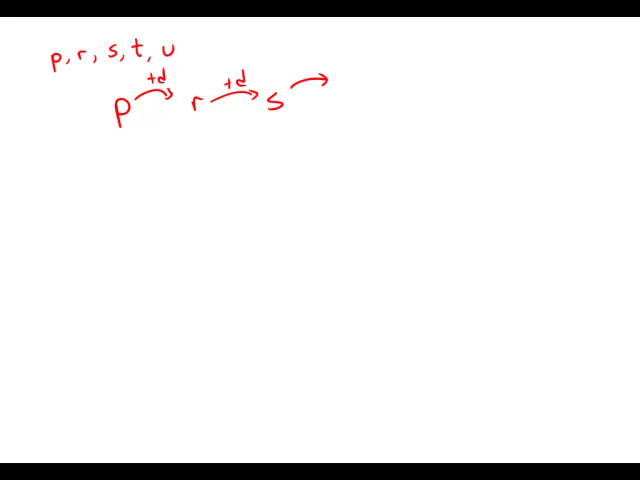 p, r, s, t, u
+d +d
p r s